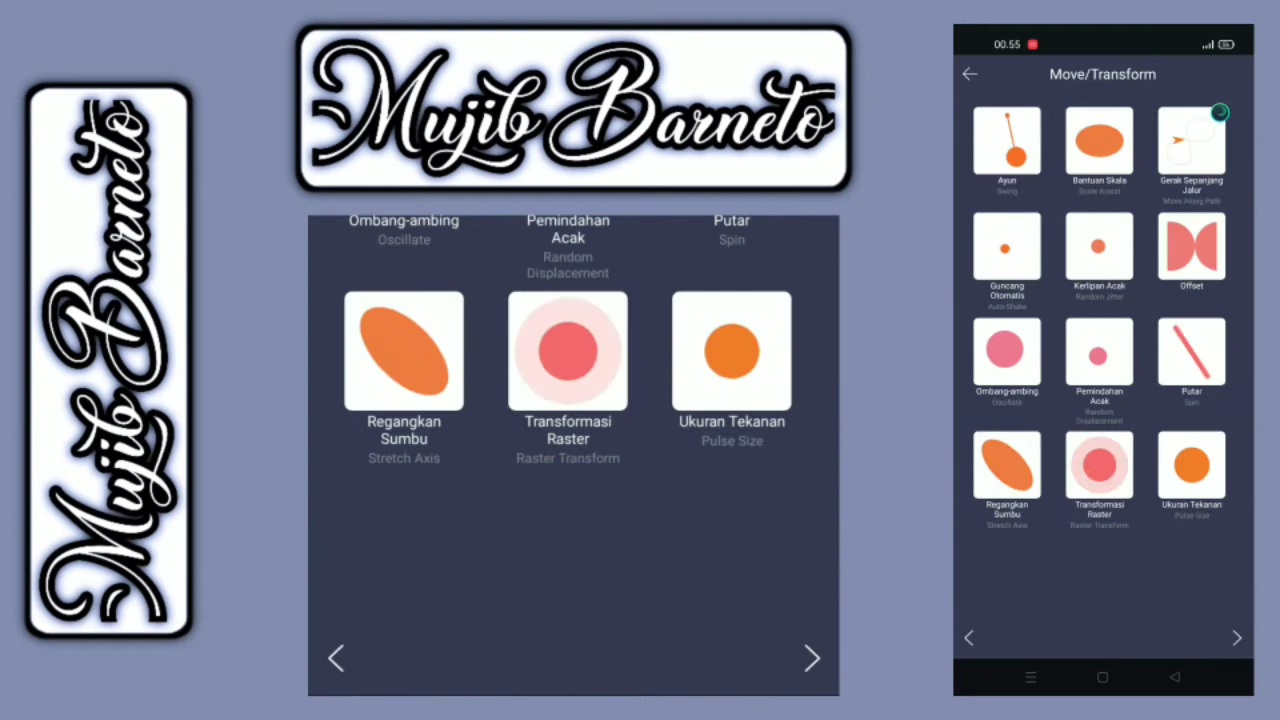 Mujib Barneto
Mujib Barneto
Ombang-ambing
Oscillate
Pemindahan
Acak
Random
Displacement
Putar
Spin
Regangkan
Sumbu
Stretch Axis
Transformasi
Raster
Raster Transform
Ukuran Tekanan
Pulse Size
00.55
Move/Transform
Ayun
Swing
Bantuan Skala
Scale Assist
Gerak Sepanjang
Jalur
Move Along Path
Guncang
Otomatis
Auto-Shake
Kerlipan Acak
Random Jitter
Offset
Ombang-ambing
Oscillate
Pemindahan
Acak
Random
Displacement
Putar
Spin
Regangkan
Sumbu
Stretch Axis
Transformasi
Raster
Raster Transform
Ukuran Tekanan
Pulse Size